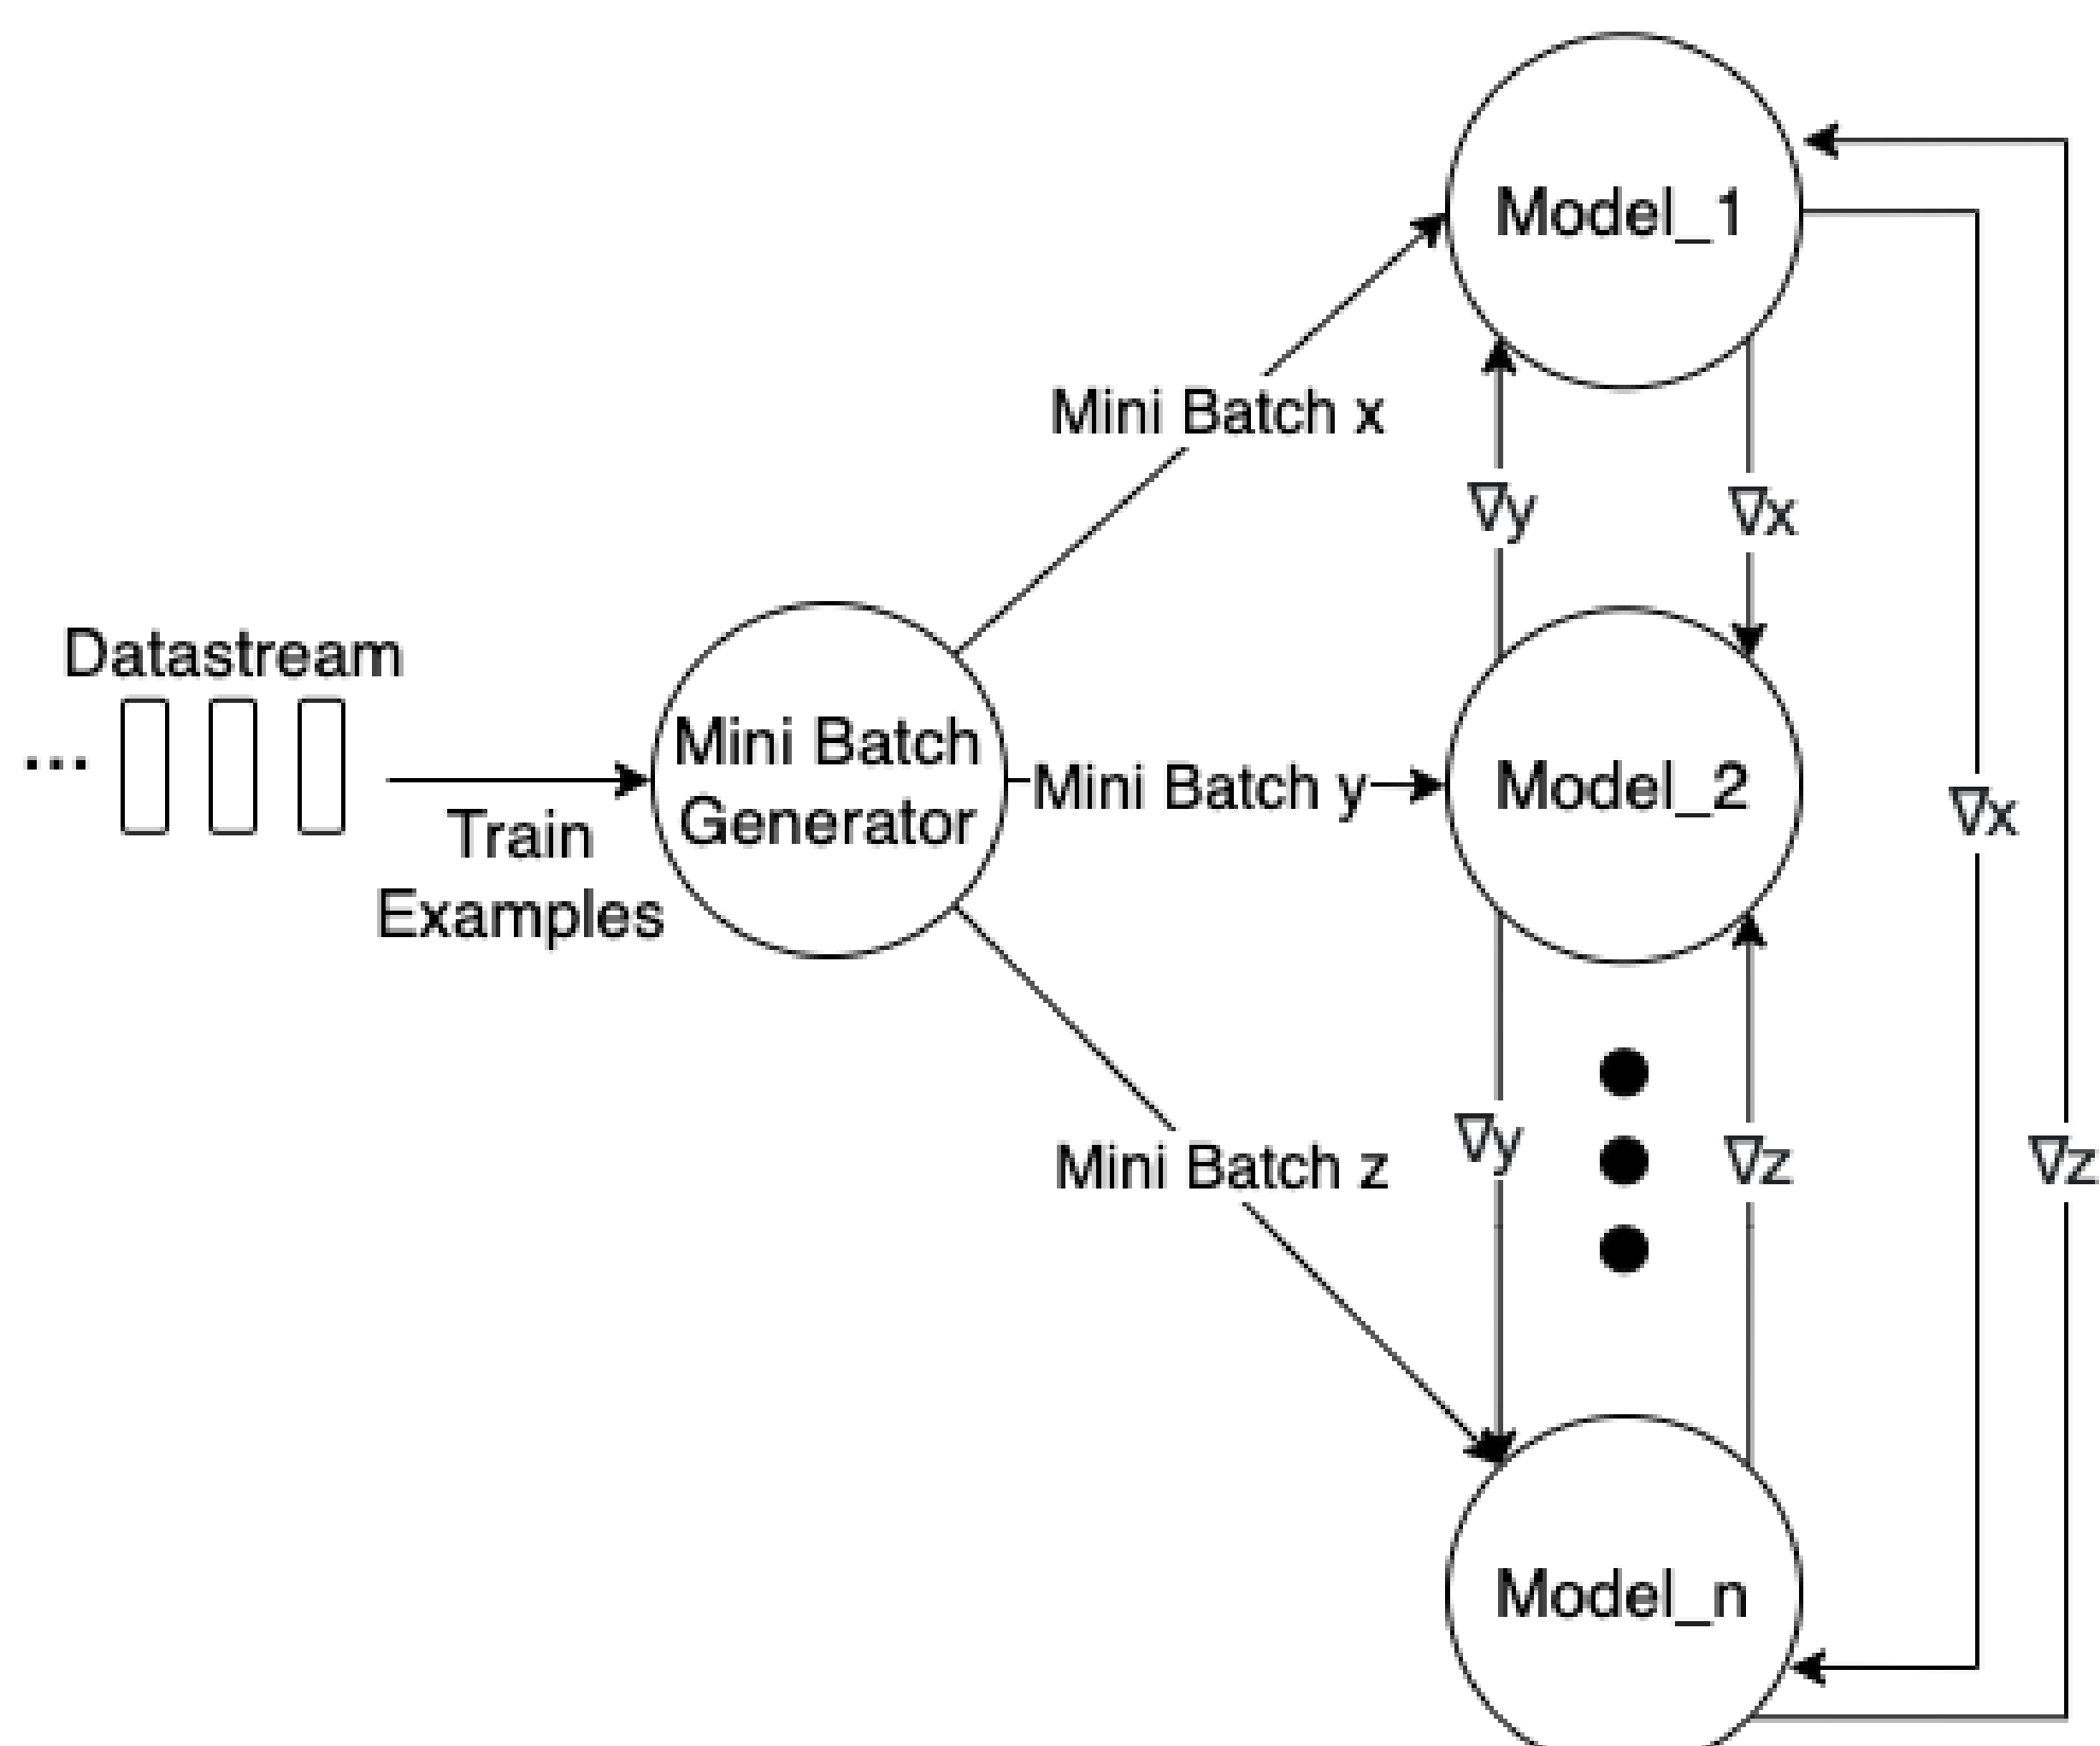 Model_1
Mini Batch x
∇y
∇x
Datastream
...
Mini Batch
Generator
Mini Batch y
Model_2
Train
Examples
∇x
∇y
∇z
∇z
Mini Batch z
Model_n